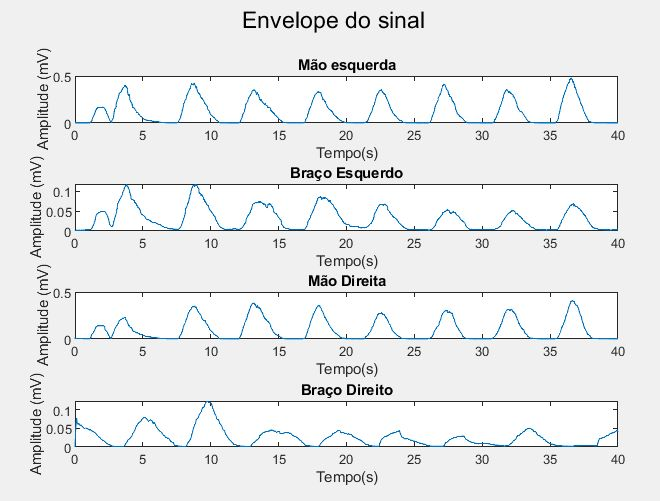 Envelope do sinal
Mão esquerda
Amplitude (mV)
0.5
0
0 5 10 15 20 25 30 35 40
Tempo(s)
Braço Esquerdo
Amplitude (mV)
0.1
0.05
0
0 5 10 15 20 25 30 35 40
Tempo(s)
Mão Direita
Amplitude (mV)
0.5
0
0 5 10 15 20 25 30 35 40
Tempo(s)
Braço Direito
Amplitude (mV)
0.1
0.05
0
0 5 10 15 20 25 30 35 40
Tempo(s)